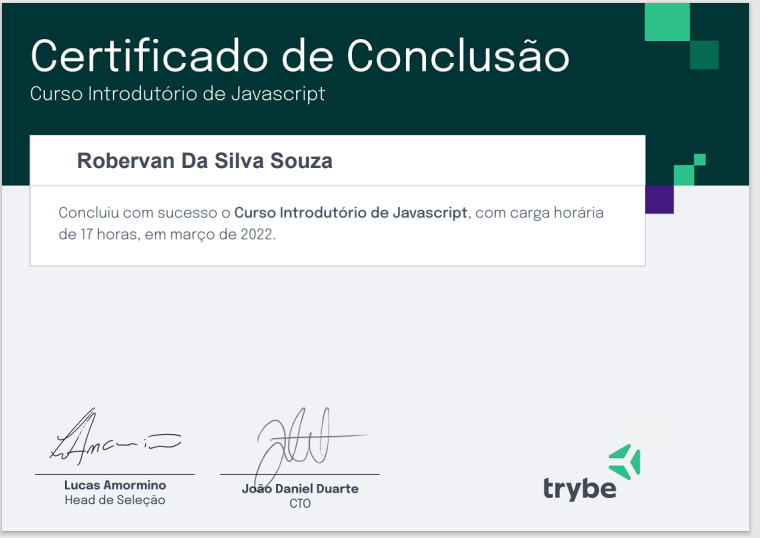 Certificado de Conclusão
Curso Introdutório de Javascript
Robervan Da Silva Souza
Concluiu com sucesso o Curso Introdutório de Javascript, com carga horária
de 17 horas, em março de 2022.
Lucas Amormino
Head de Seleção
João Daniel Duarte
CTO
trybe